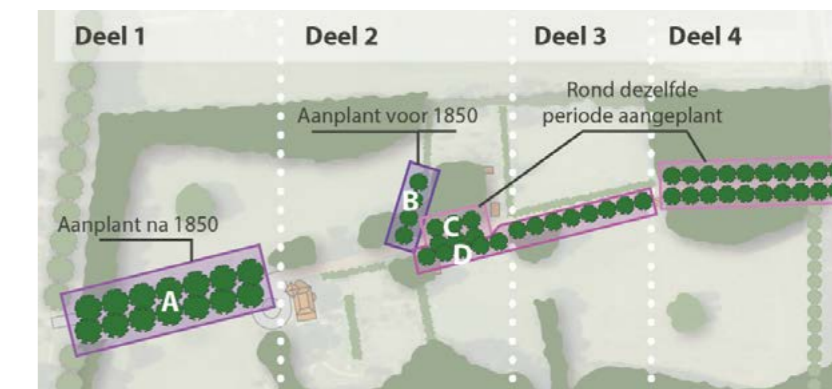 Deel 1
Deel 2
Deel 3
Deel 4
Rond dezelfde
periode aangeplant
Aanplant voor 1850
B
Aanplant na 1850
C
D
A